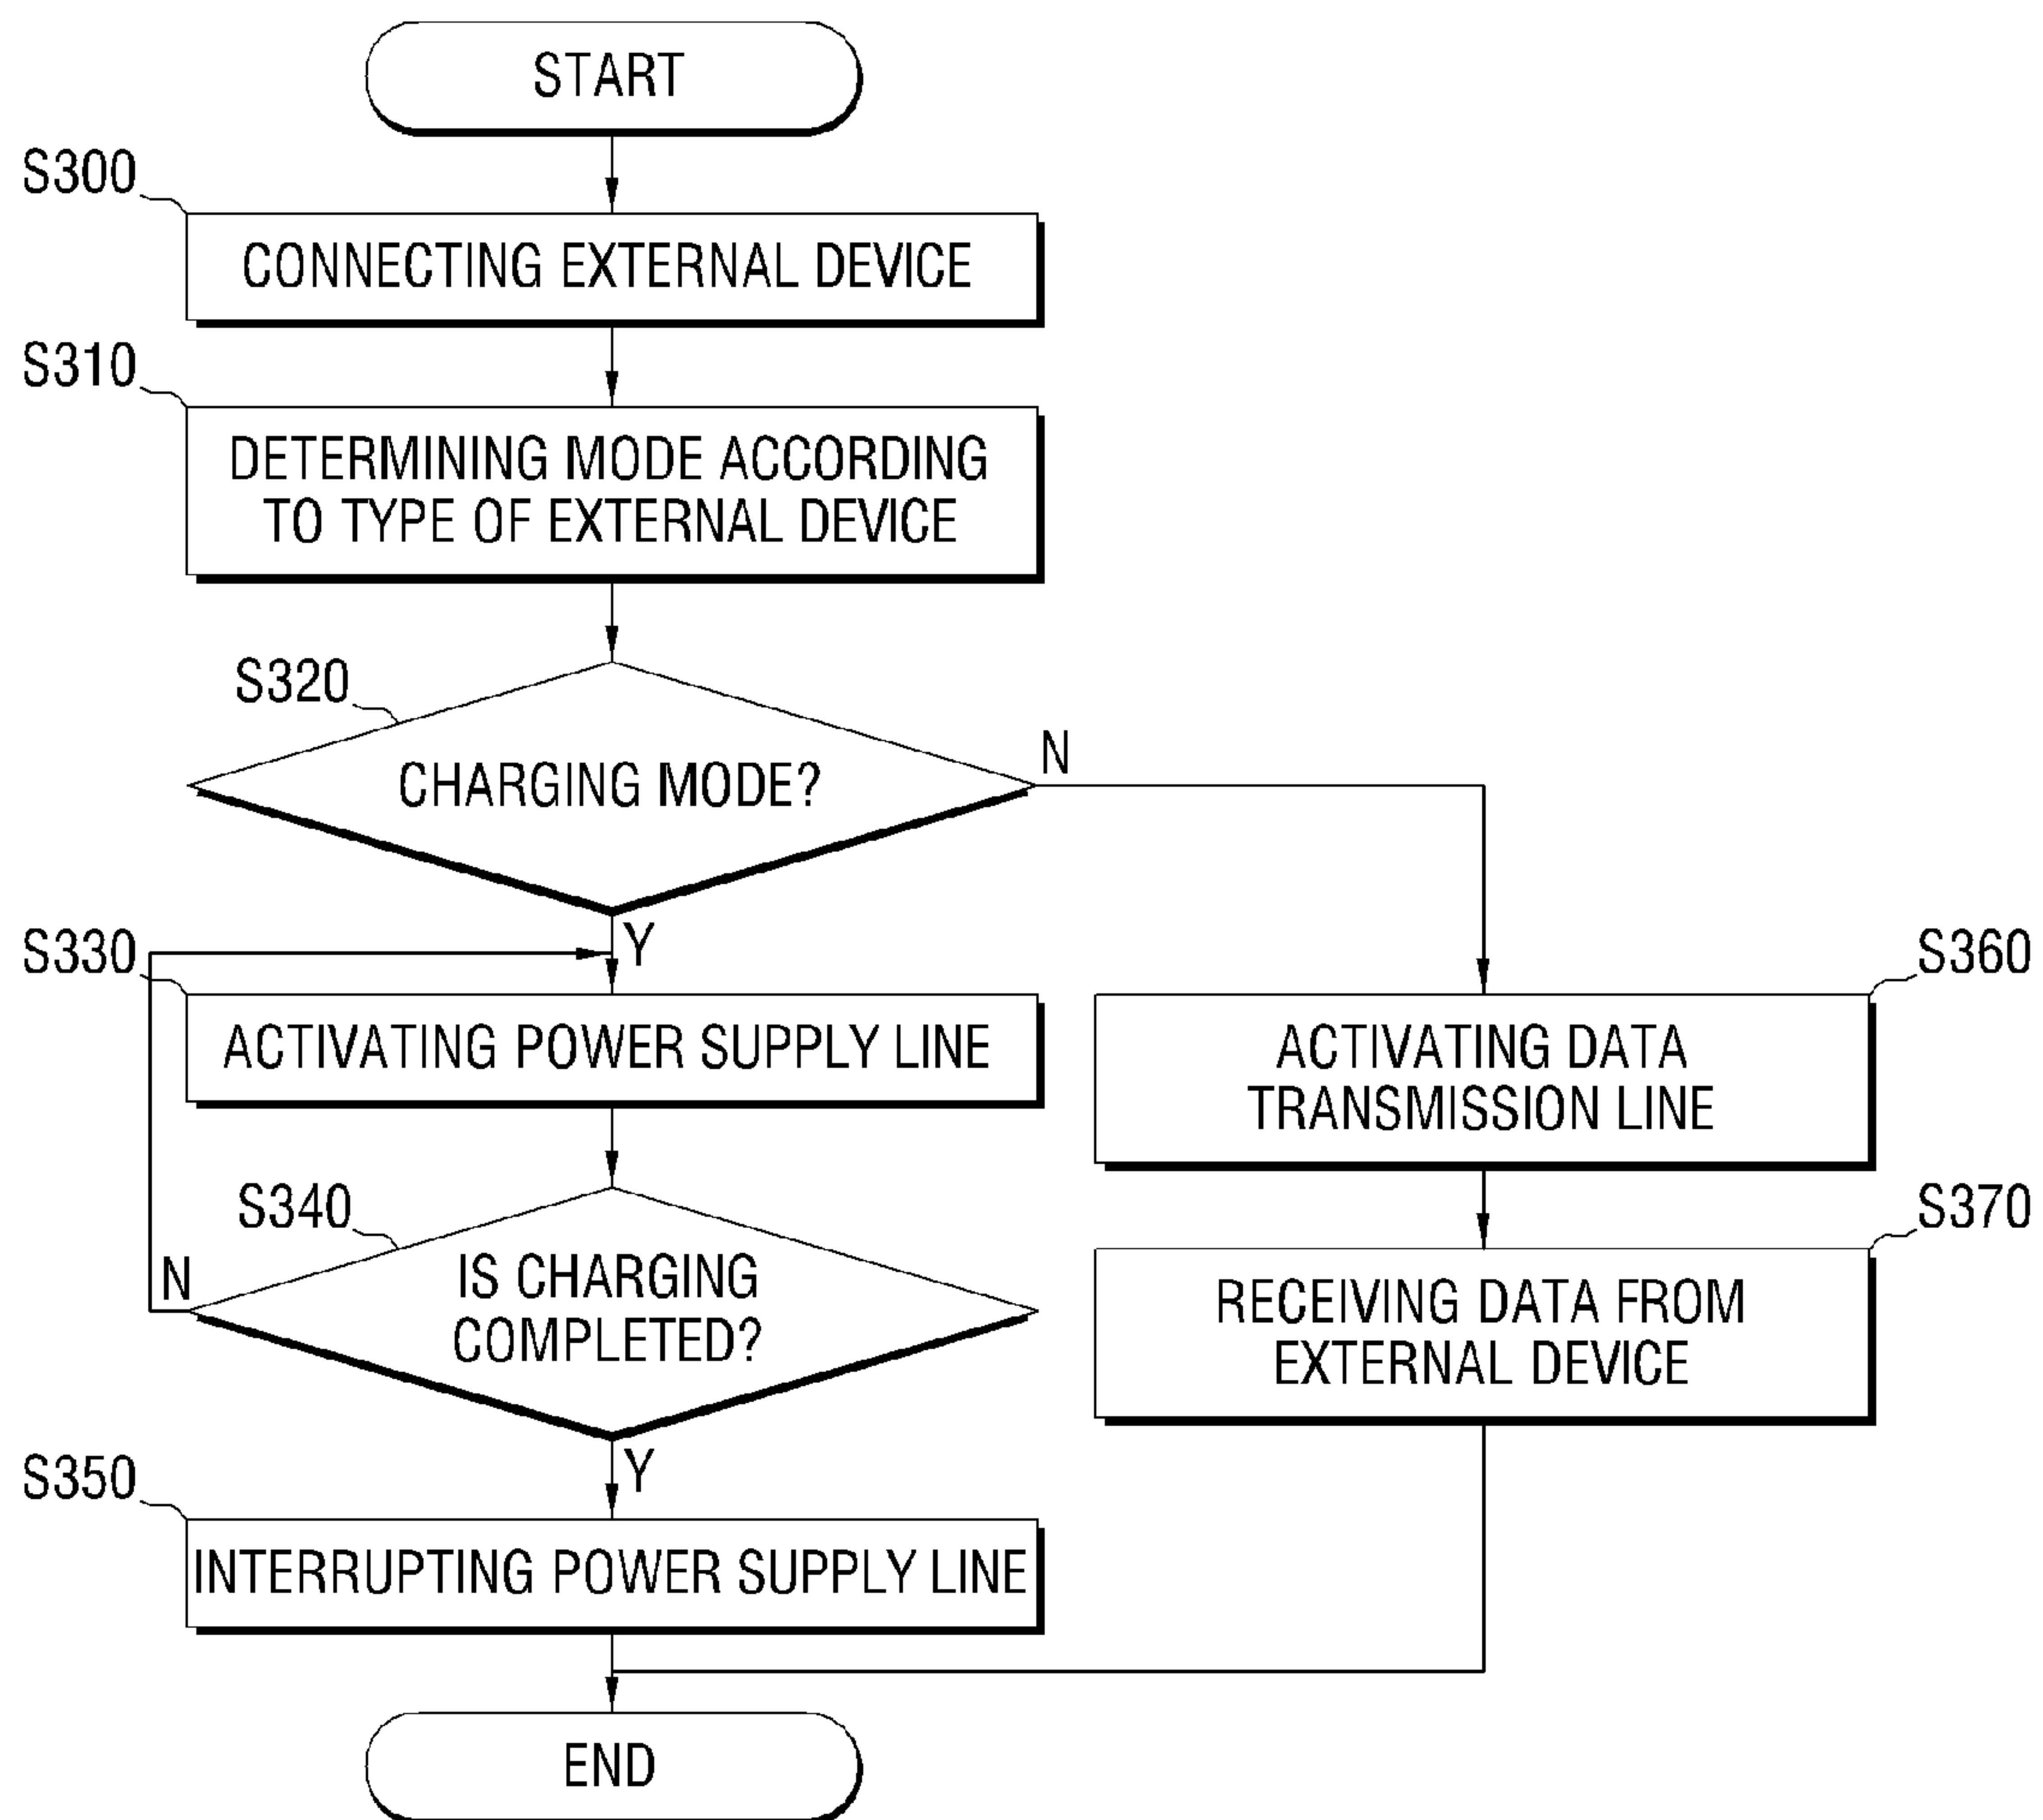 START
S300
CONNECTING EXTERNAL DEVICE
S310
DETERMINING MODE ACCORDING
TO TYPE OF EXTERNAL DEVICE
S320
CHARGING MODE?
N
Y
S330
ACTIVATING POWER SUPPLY LINE
S360
ACTIVATING DATA
TRANSMISSION LINE
S340
IS CHARGING
COMPLETED?
N
Y
S370
RECEIVING DATA FROM
EXTERNAL DEVICE
S350
INTERRUPTING POWER SUPPLY LINE
END